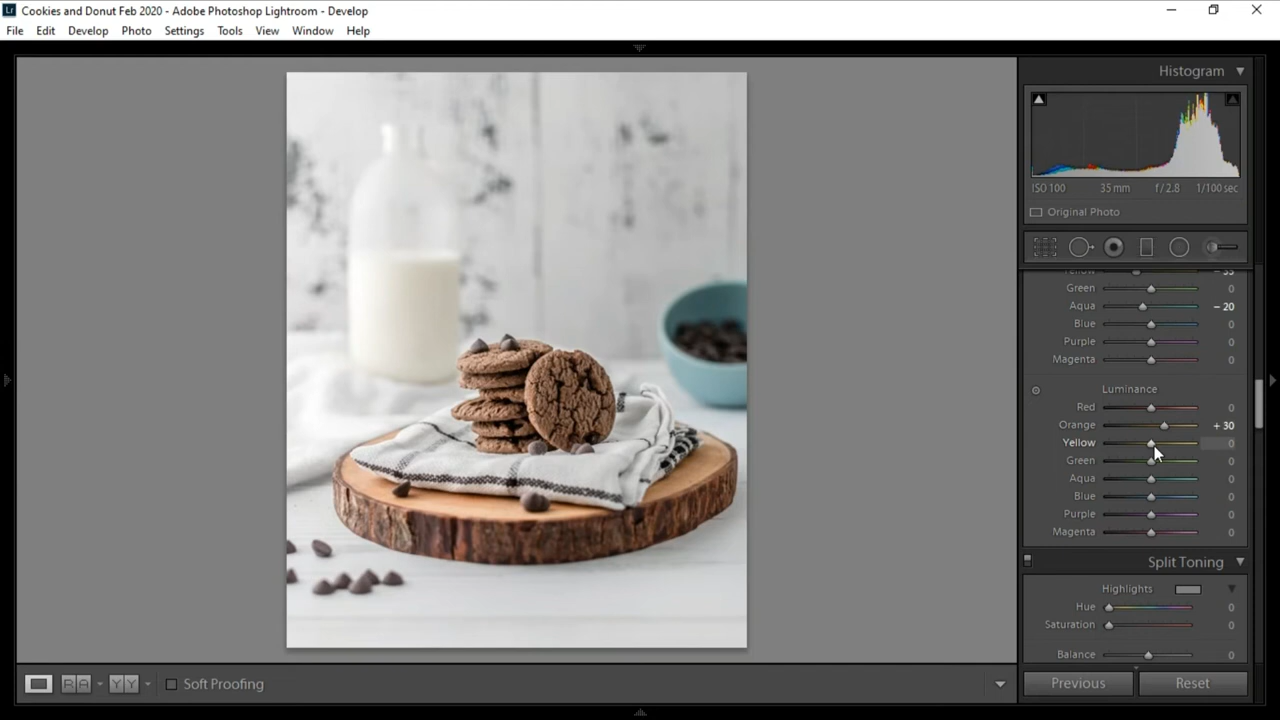 Lr Cookies and Donut Feb 2020 - Adobe Photoshop Lightroom - Develop
File Edit Develop Photo Settings Tools View Window Help
Histogram
ISO 100 35 mm f / 2.8 1/100 sec
Original Photo
Yellow - 33
Green 0
Aqua - 20
Blue 0
Purple 0
Magenta 0
Luminance
Red 0
Orange + 30
Yellow 0
Green 0
Aqua 0
Blue 0
Purple 0
Magenta 0
Split Toning
Highlights
Hue 0
Saturation 0
Balance 0
R A Y Y Soft Proofing
Previous Reset